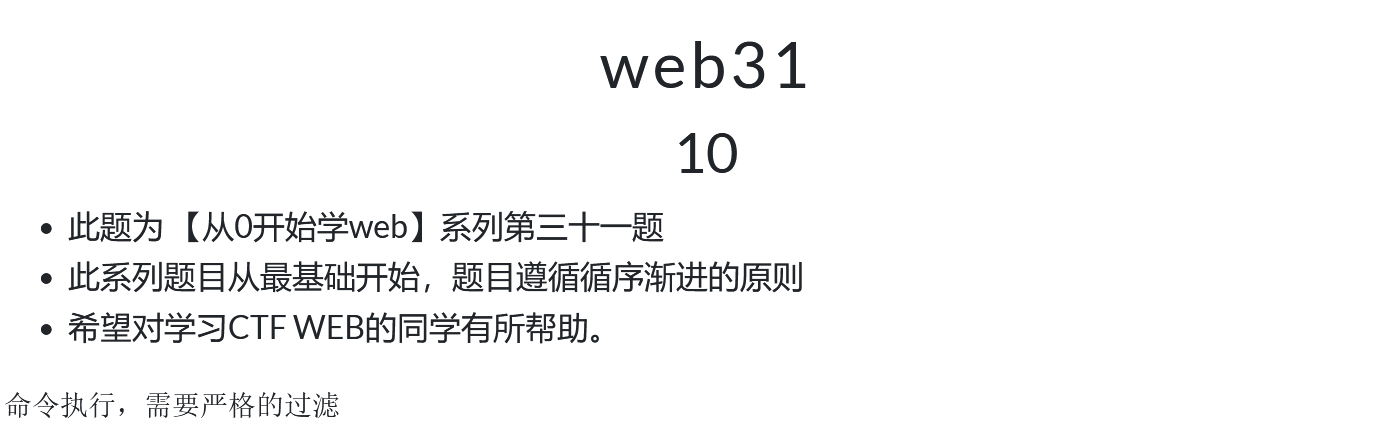 web31
10
此题为 【从0开始学web】系列第三十一题
此系列题目从最基础开始，题目遵循循序渐进的原则
希望对学习CTF WEB的同学有所帮助。
命令执行，需要严格的过滤